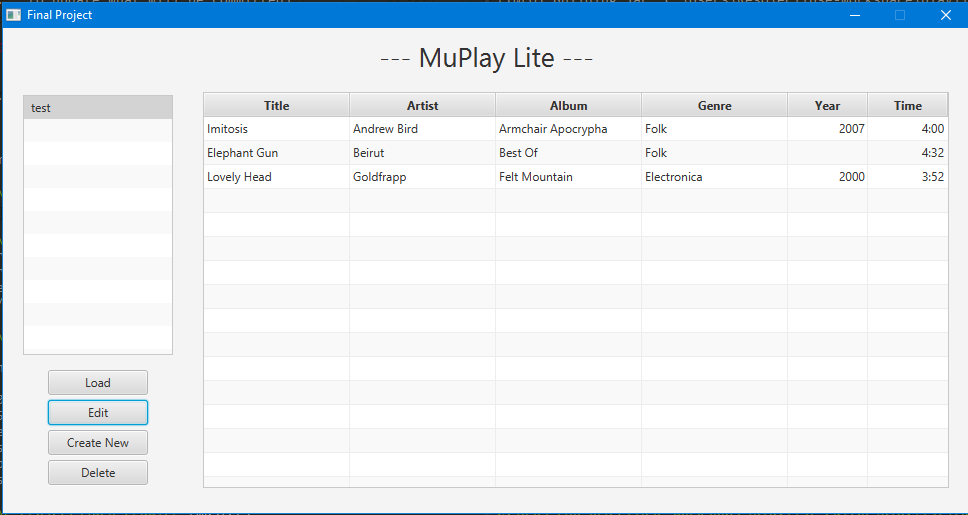 Final Project
--- MuPlay Lite ---
test
Title Artist Album Genre Year Time
Imitosis Andrew Bird Armchair Apocrypha Folk 2007 4:00
Elephant Gun Beirut Best Of Folk 4:32
Lovely Head Goldfrapp Felt Mountain Electronica 2000 3:52
Load
Edit
Create New
Delete